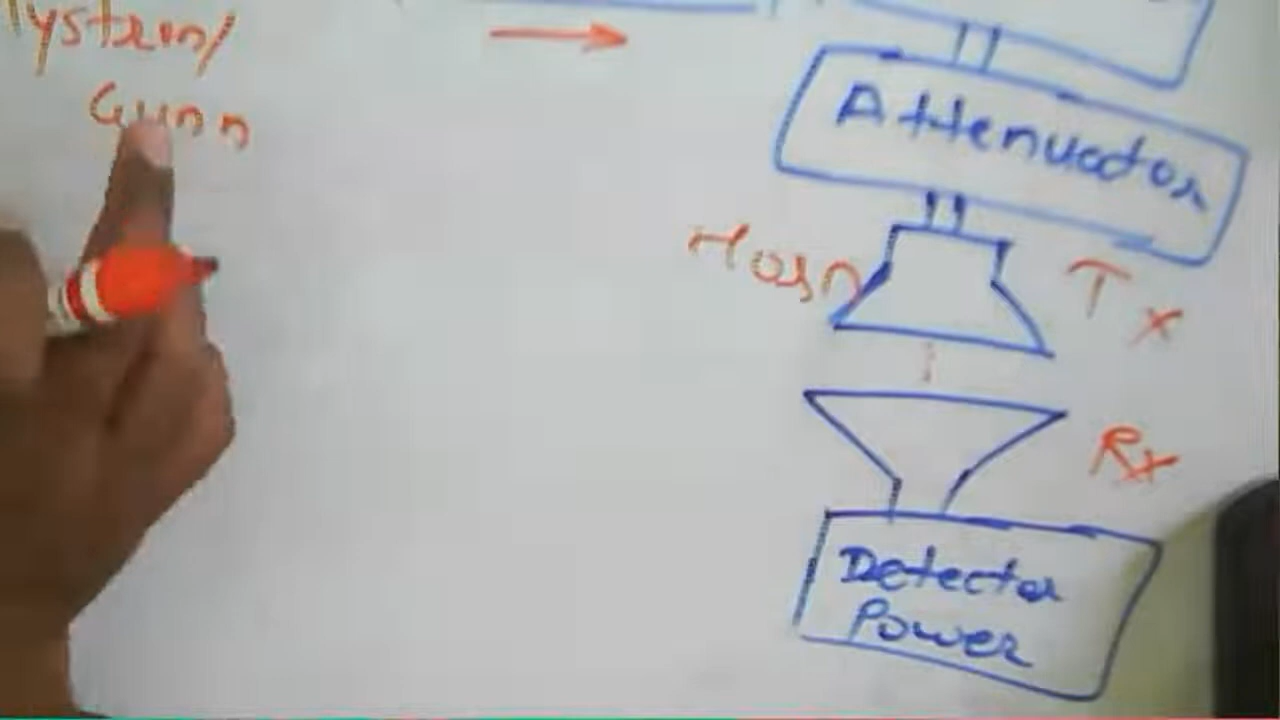 lystron/
Gunn
Attenuator
Horn
Tx
Rx
Detector
Power